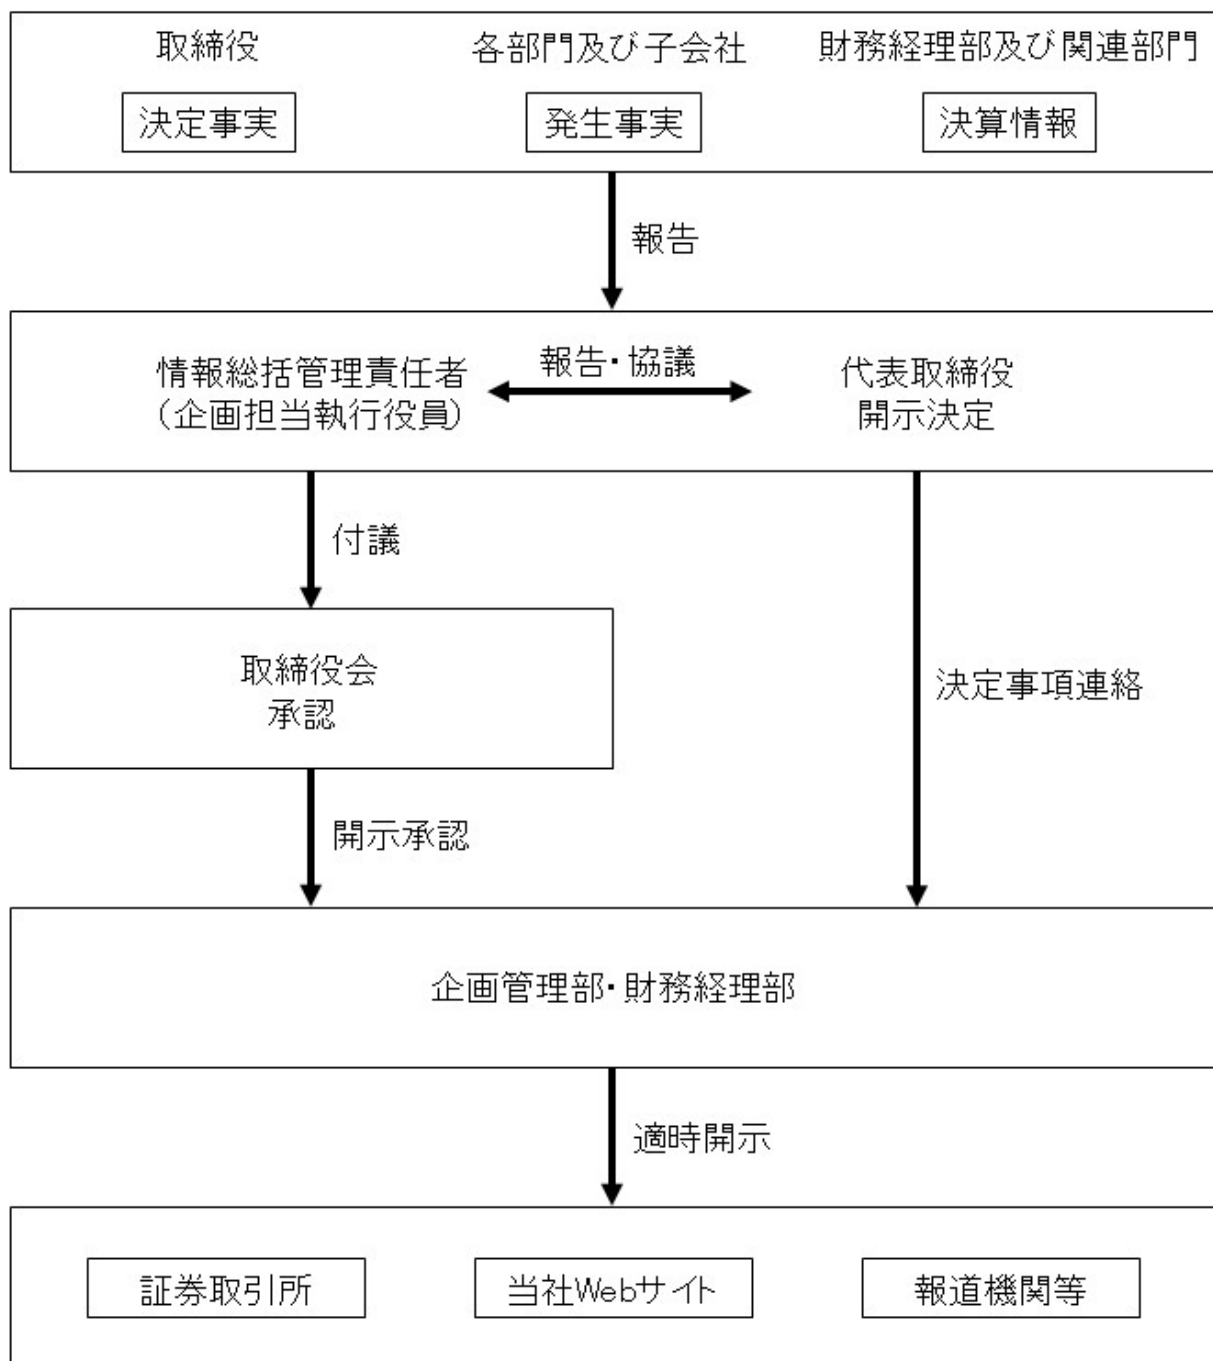 取締役
各部門及び子会社
財務経理部及び関連部門
決定事実
発生事実
決算情報
報告
情報総括管理責任者
(企画担当執行役員)
報告・協議
代表取締役
開示決定
付議
取締役会
承認
決定事項連絡
開示承認
企画管理部・財務経理部
適時開示
証券取引所
当社Webサイト
報道機関等